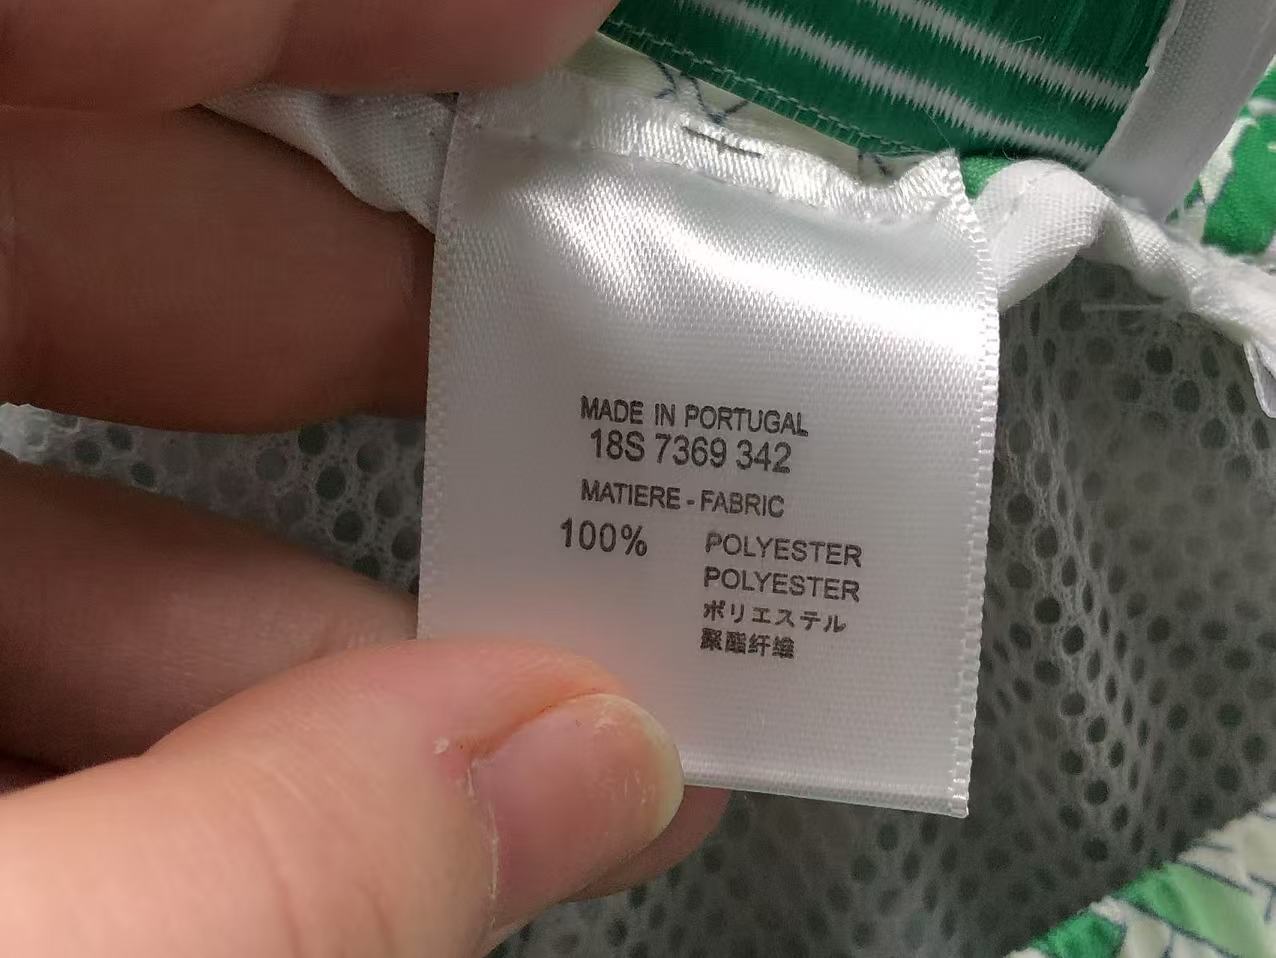 MADE IN PORTUGAL
18S 7369 342
MATIERE - FABRIC
100% POLYESTER
POLYESTER
ポリエステル
聚酯纤维